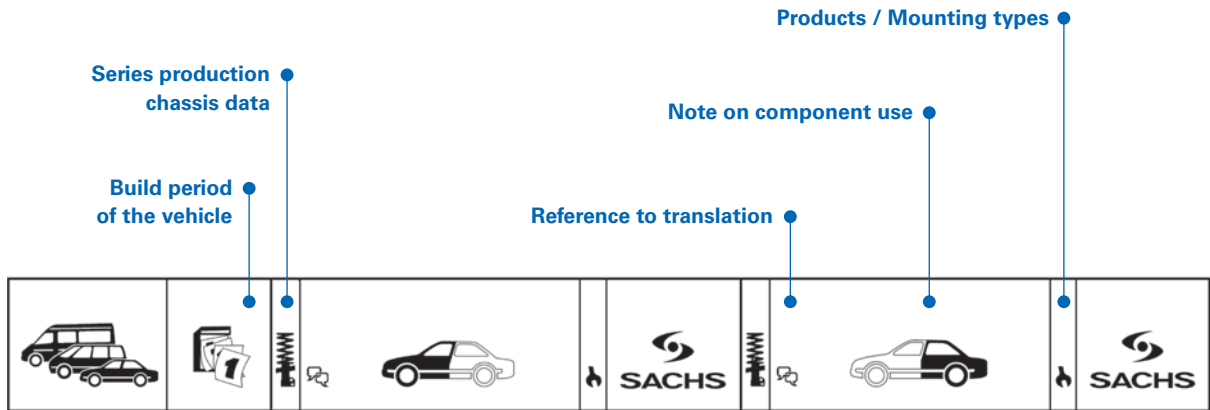 Products / Mounting types
Series production
chassis data
Note on component use
Build period
of the vehicle
Reference to translation
1
SACHS
SACHS